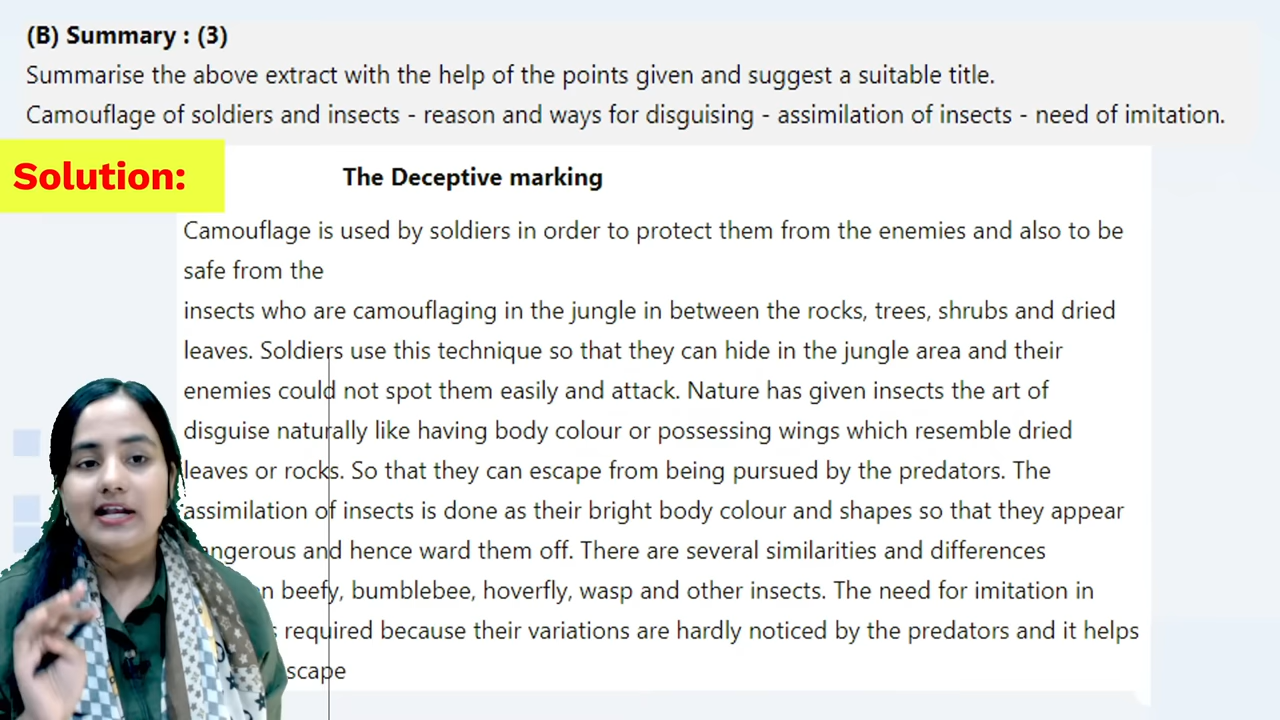 (B) Summary : (3)
Summarise the above extract with the help of the points given and suggest a suitable title.
Camouflage of soldiers and insects - reason and ways for disguising - assimilation of insects - need of imitation.
Solution:
The Deceptive marking
Camouflage is used by soldiers in order to protect them from the enemies and also to be
safe from the
insects who are camouflaging in the jungle in between the rocks, trees, shrubs and dried
leaves. Soldiers use this technique so that they can hide in the jungle area and their
enemies could not spot them easily and attack. Nature has given insects the art of
disguise naturally like having body colour or possessing wings which resemble dried
leaves or rocks. So that they can escape from being pursued by the predators. The
assimilation of insects is done as their bright body colour and shapes so that they appear
and hence ward them off. There are several similarities and differences
beefy, bumblebee, hoverfly, wasp and other insects. The need for imitation in
required because their variations are hardly noticed by the predators and it helps